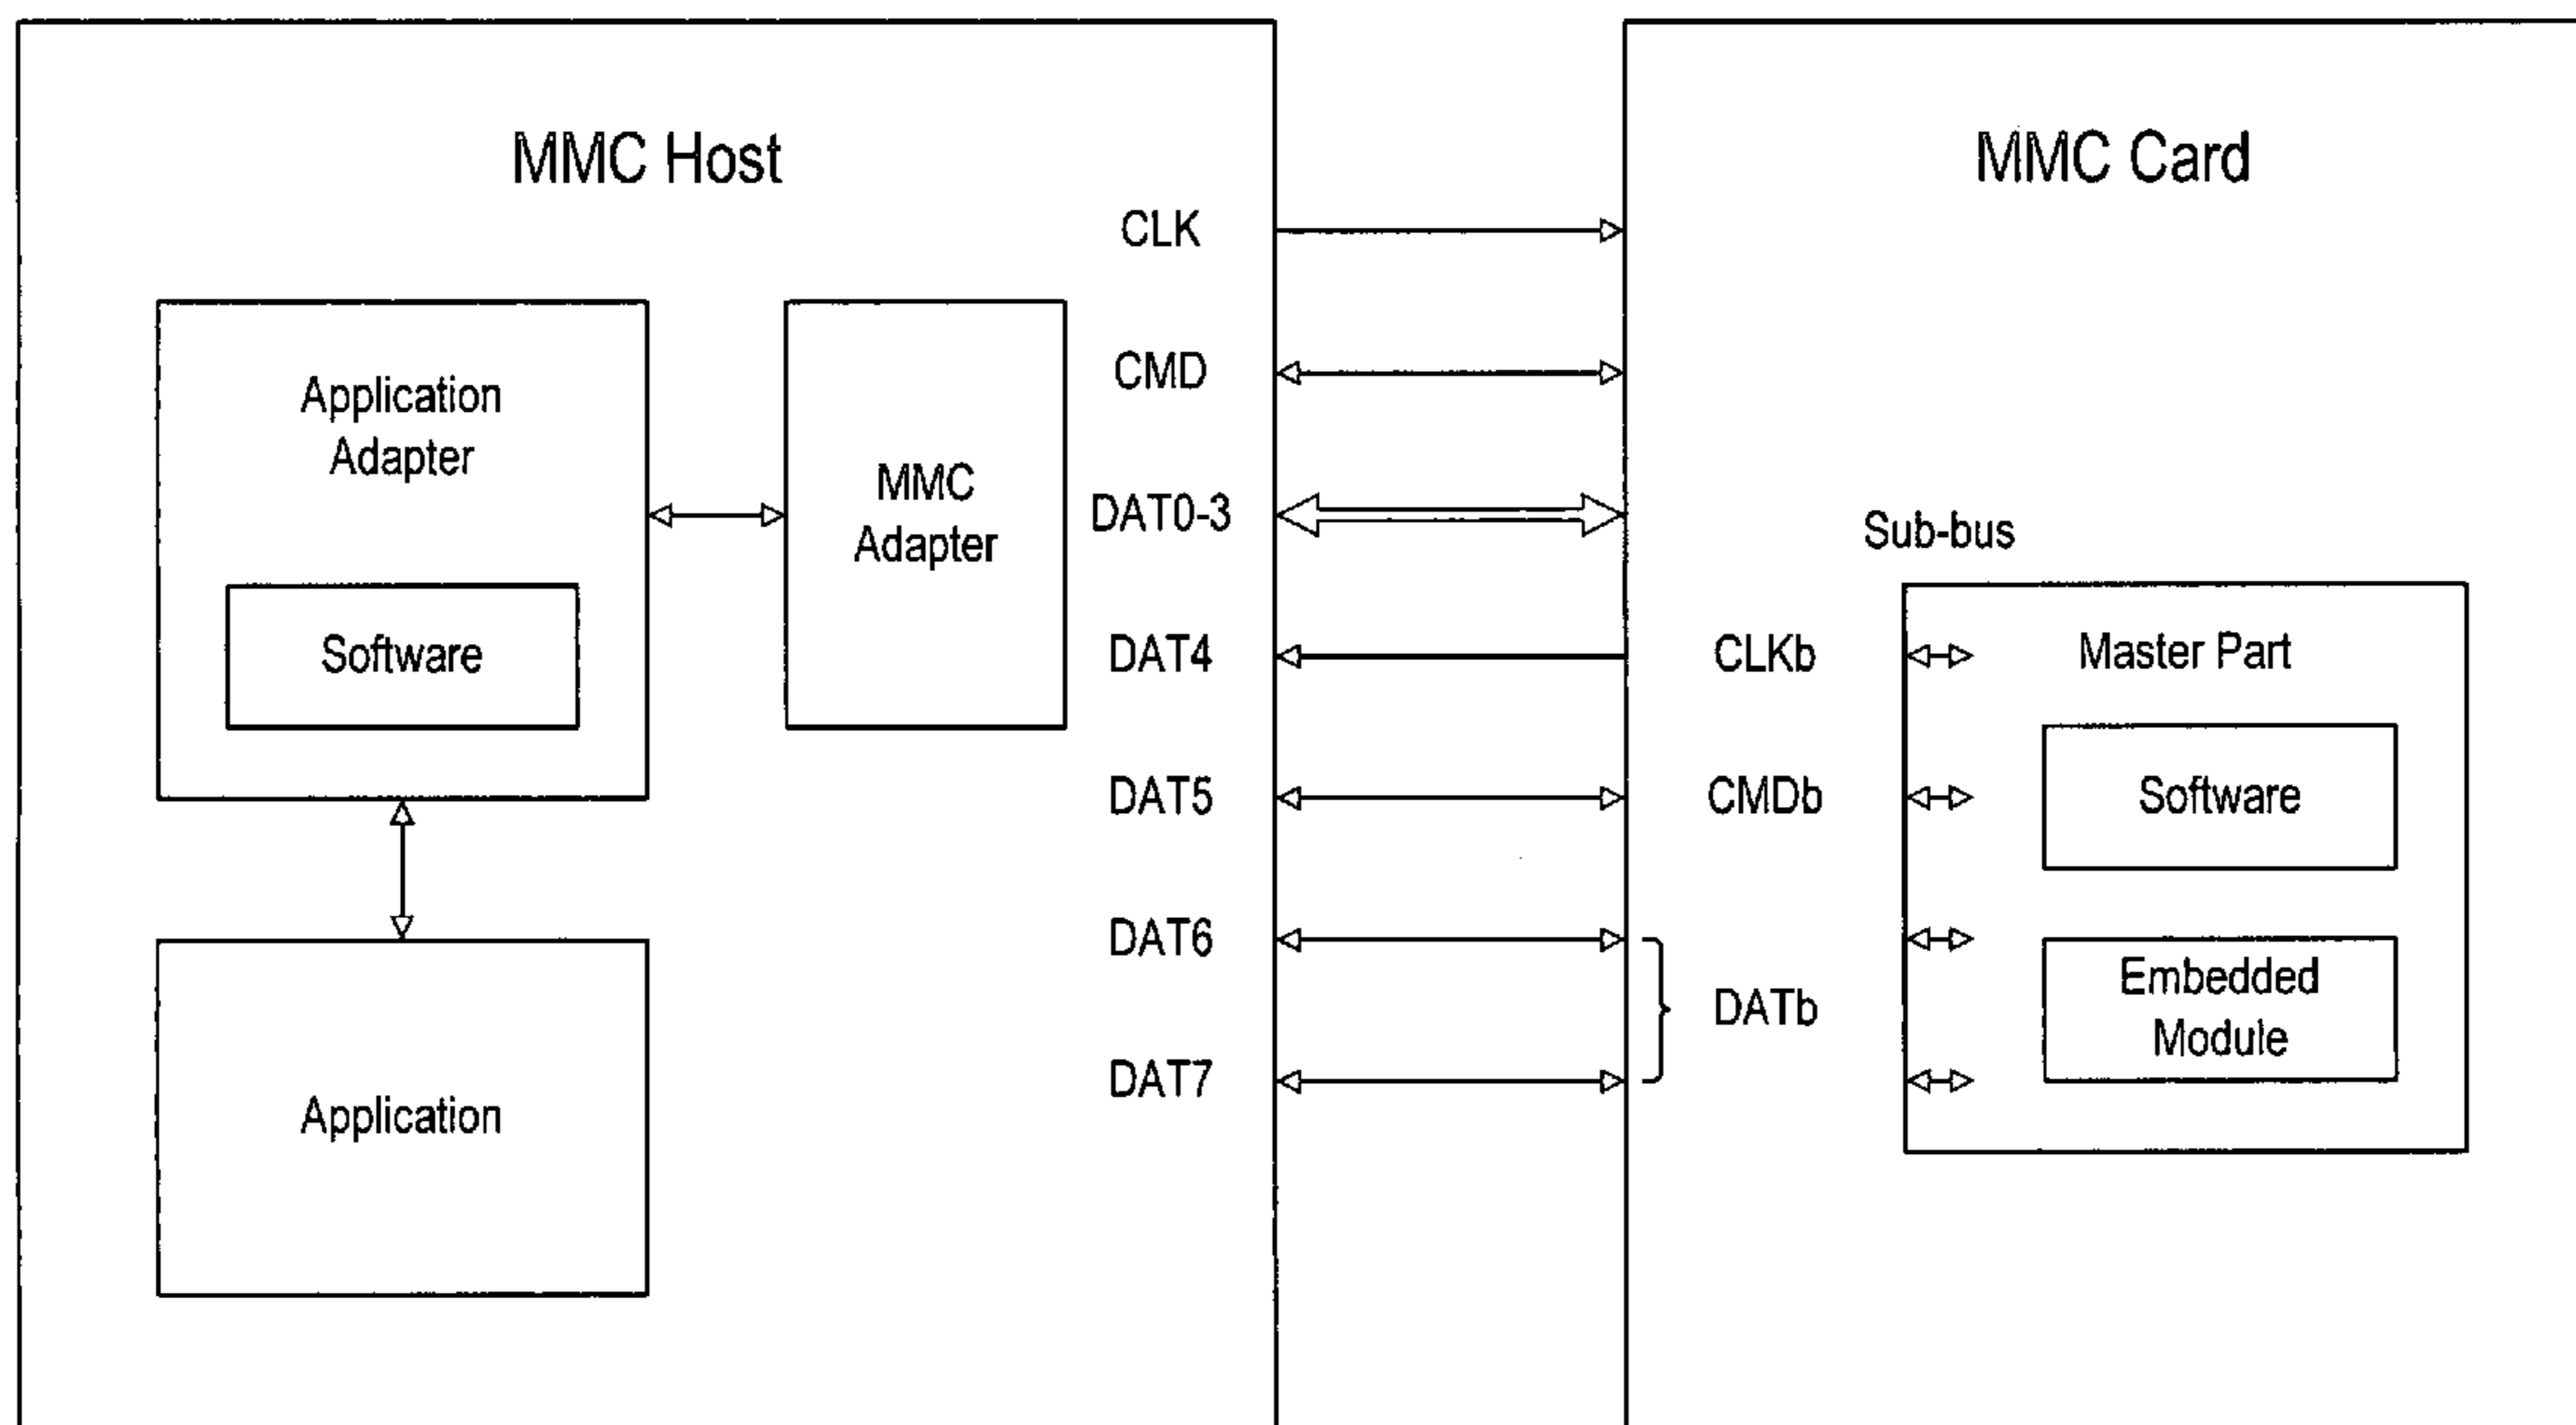 MMC Host
MMC Card
CLK
CMD
DAT0-3
DAT4
DAT5
DAT6
DAT7
Application
Adapter
Software
MMC
Adapter
Application
Sub-bus
CLKb
CMDb
DATb
Master Part
Software
Embedded
Module